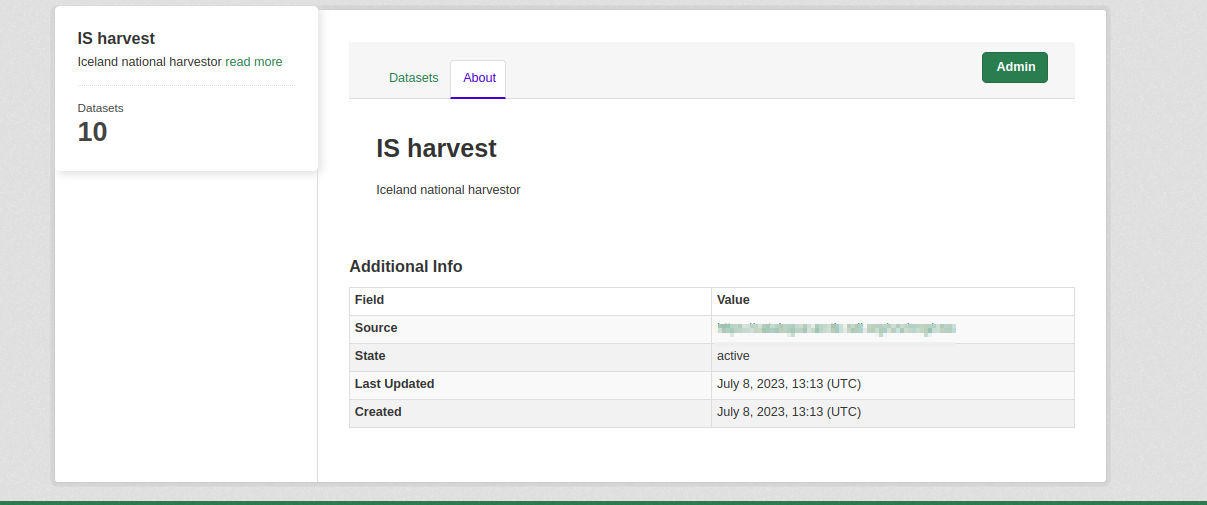 IS harvest
Iceland national harvestor read more
Datasets
10
Datasets About Admin
IS harvest
Iceland national harvestor
Additional Info
Field Value
Source
State active
Last Updated July 8, 2023, 13:13 (UTC)
Created July 8, 2023, 13:13 (UTC)